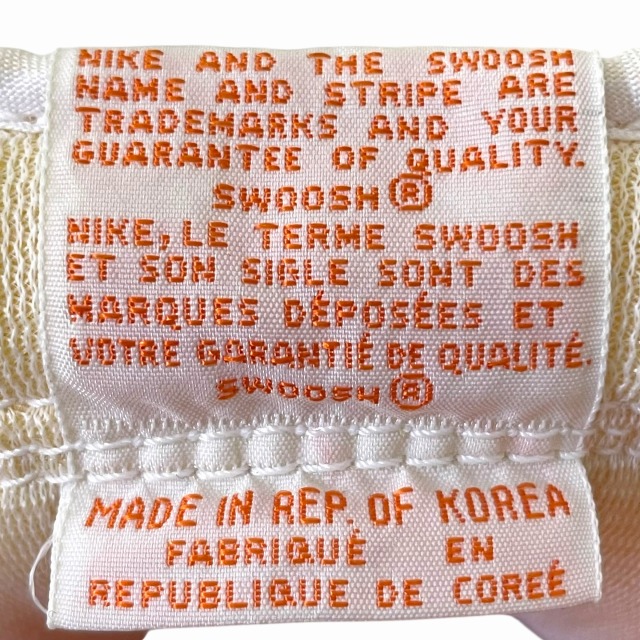 NIKE AND THE SWOOSH
NAME AND STRIPE ARE
TRADEMARKS AND YOUR
GUARANTEE OF QUALITY.
SWOOSH®
NIKE, LE TERME SWOOSH
ET SON SIGLE SONT DES
MARQUES DÉPOSÉES ET
VOTRE GARANTIÉ DE QUALITÉ.
SWOOSH®
MADE IN REP. OF KOREA
FABRIQUÉ EN
REPUBLIQUE DE COREÉ